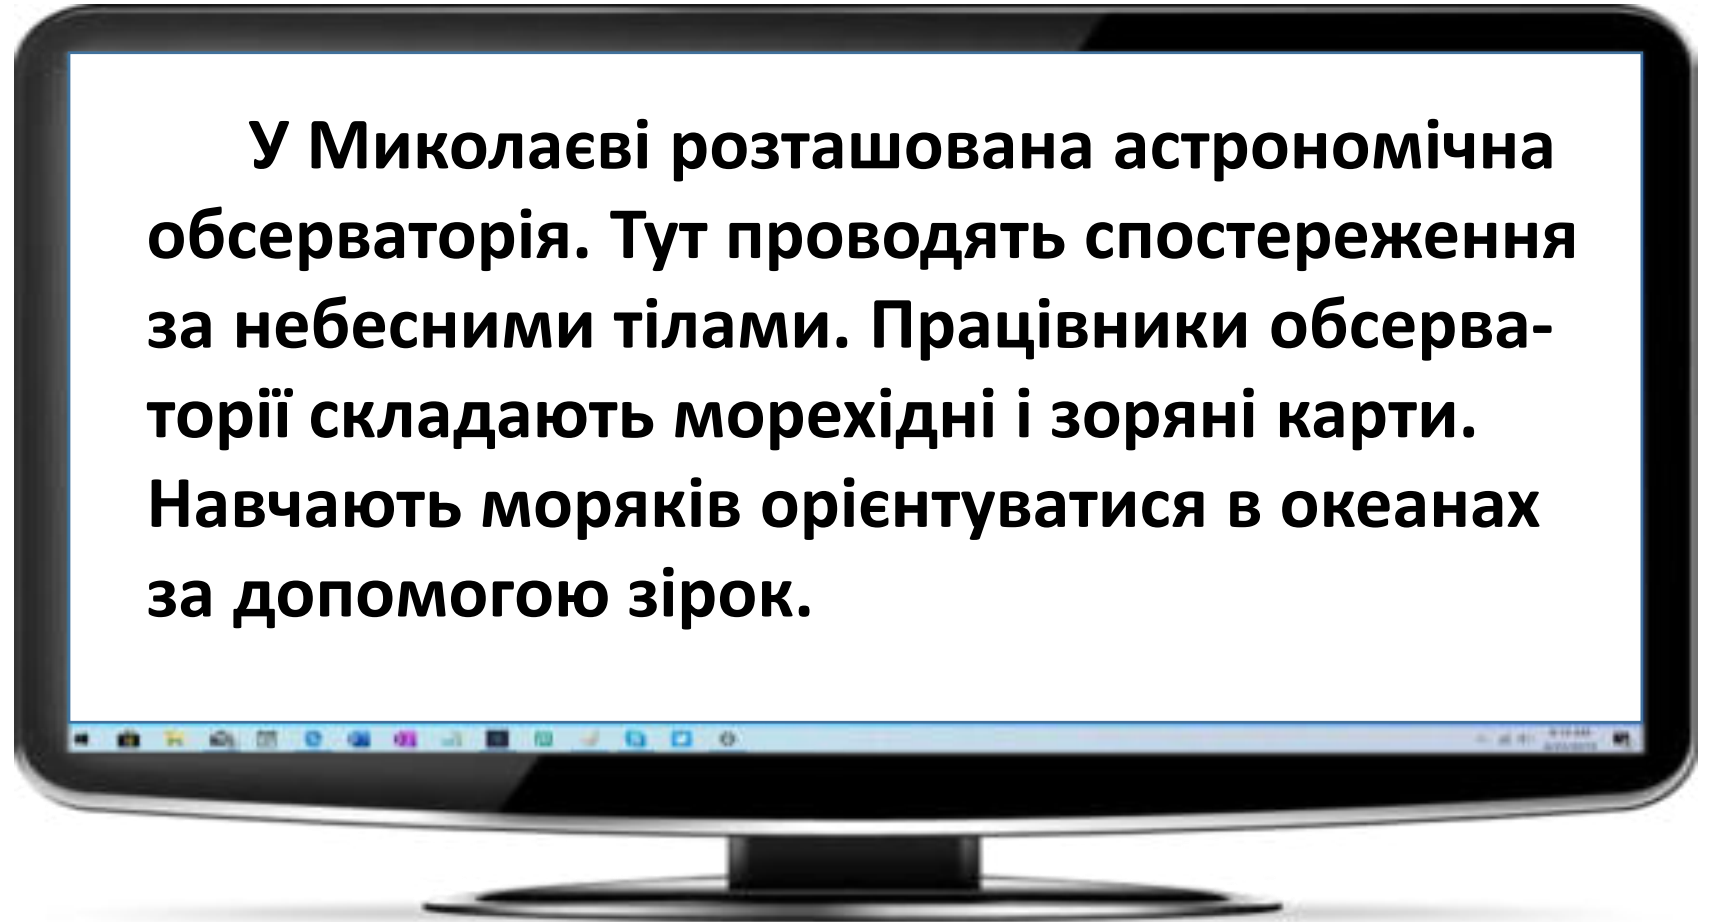 У Миколаєві розташована астрономічна
обсерваторія. Тут проводять спостереження
за небесними тілами. Працівники обсерва-
торії складають морехідні і зоряні карти.
Навчають моряків орієнтуватися в океанах
за допомогою зірок.